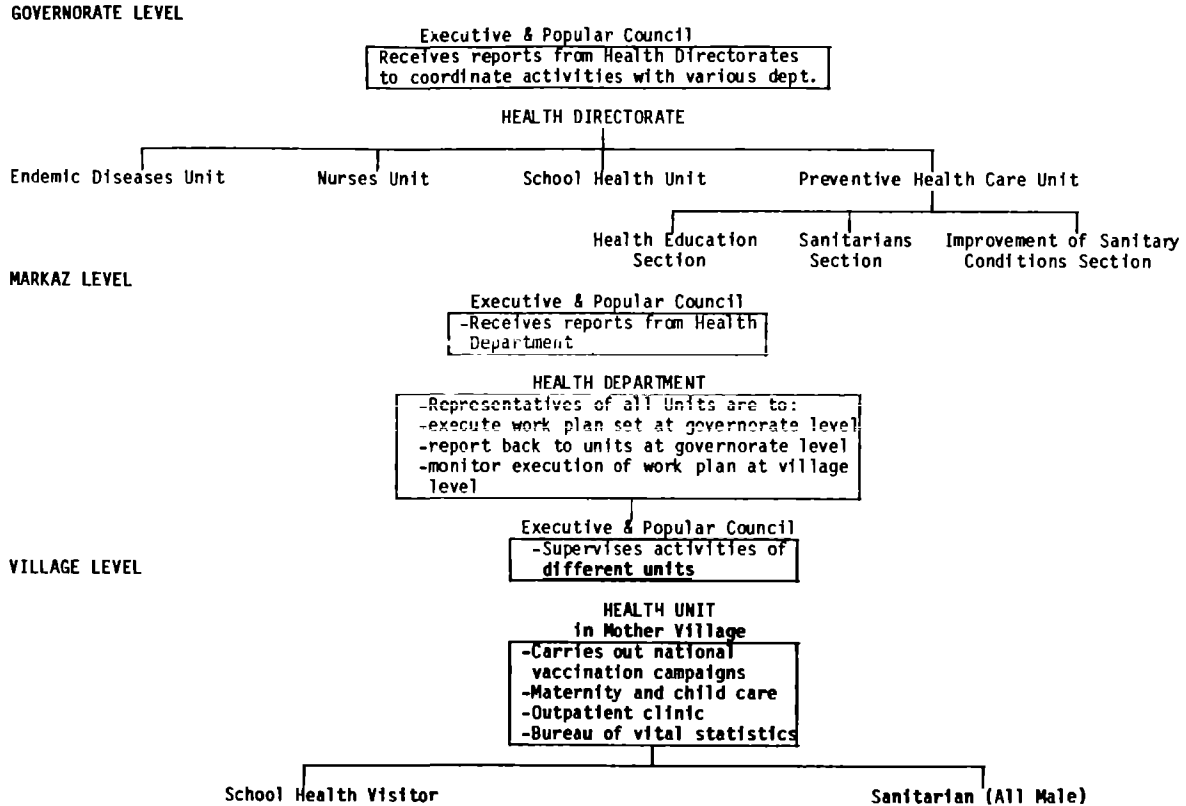 GOVERNORATE LEVEL
Executive & Popular Council
Receives reports from Health Directorates
to coordinate activities with various dept.
HEALTH DIRECTORATE
Endemic Diseases Unit
Nurses Unit
School Health Unit
Preventive Health Care Unit
Health Education
Section
Sanitarians
Section
Improvement of Sanitary
Conditions Section
MARKAZ LEVEL
Executive & Popular Council
-Receives reports from Health
Department
HEALTH DEPARTMENT
-Representatives of all Units are to:
-execute work plan set at governorate level
-report back to units at governorate level
-monitor execution of work plan at village
level
Executive & Popular Council
-Supervises activities of
different units
VILLAGE LEVEL
HEALTH UNIT
in Mother Village
-Carries out national
vaccination campaigns
-Maternity and child care
-Outpatient clinic
-Bureau of vital statistics
School Health Visitor
Sanitarian (All Male)